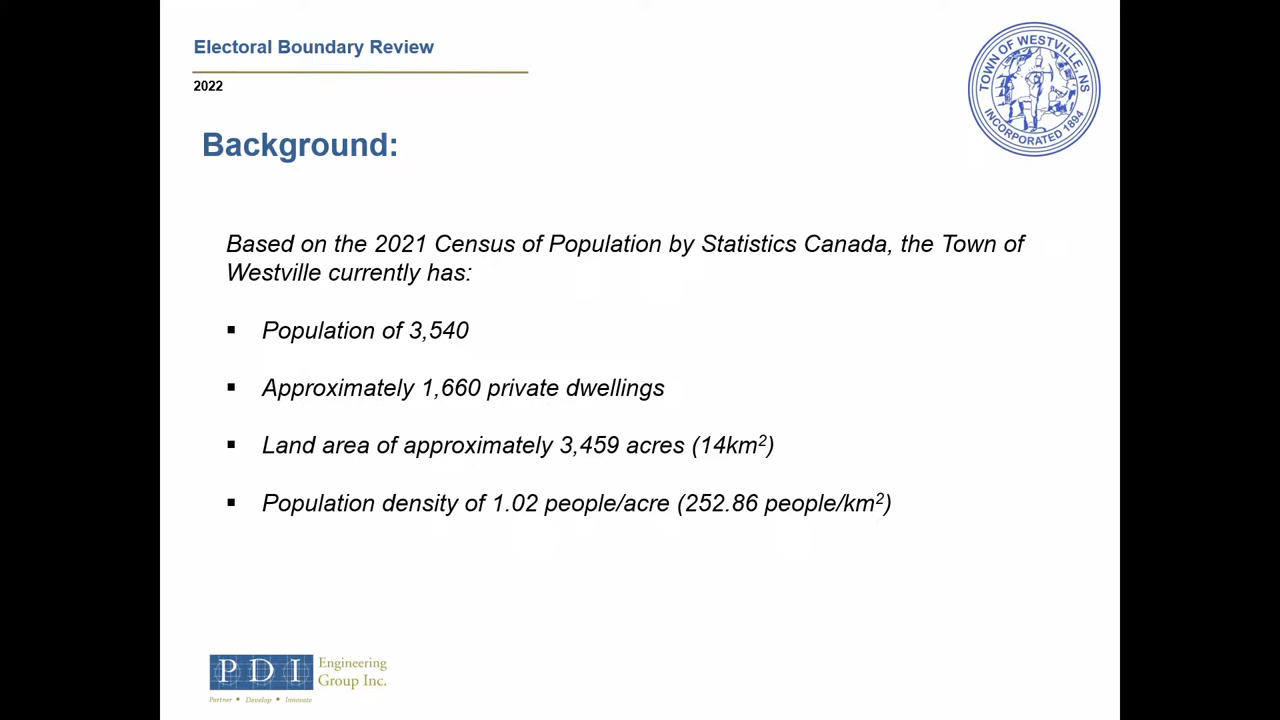 Electoral Boundary Review
2022
TOWN OF WESTVILLE, NS
INCORPORATED 1894
Background:
Based on the 2021 Census of Population by Statistics Canada, the Town of
Westville currently has:
▪ Population of 3,540
▪ Approximately 1,660 private dwellings
▪ Land area of approximately 3,459 acres (14km²)
▪ Population density of 1.02 people/acre (252.86 people/km²)
PDI Engineering
Group Inc.
Partner • Develop • Innovate